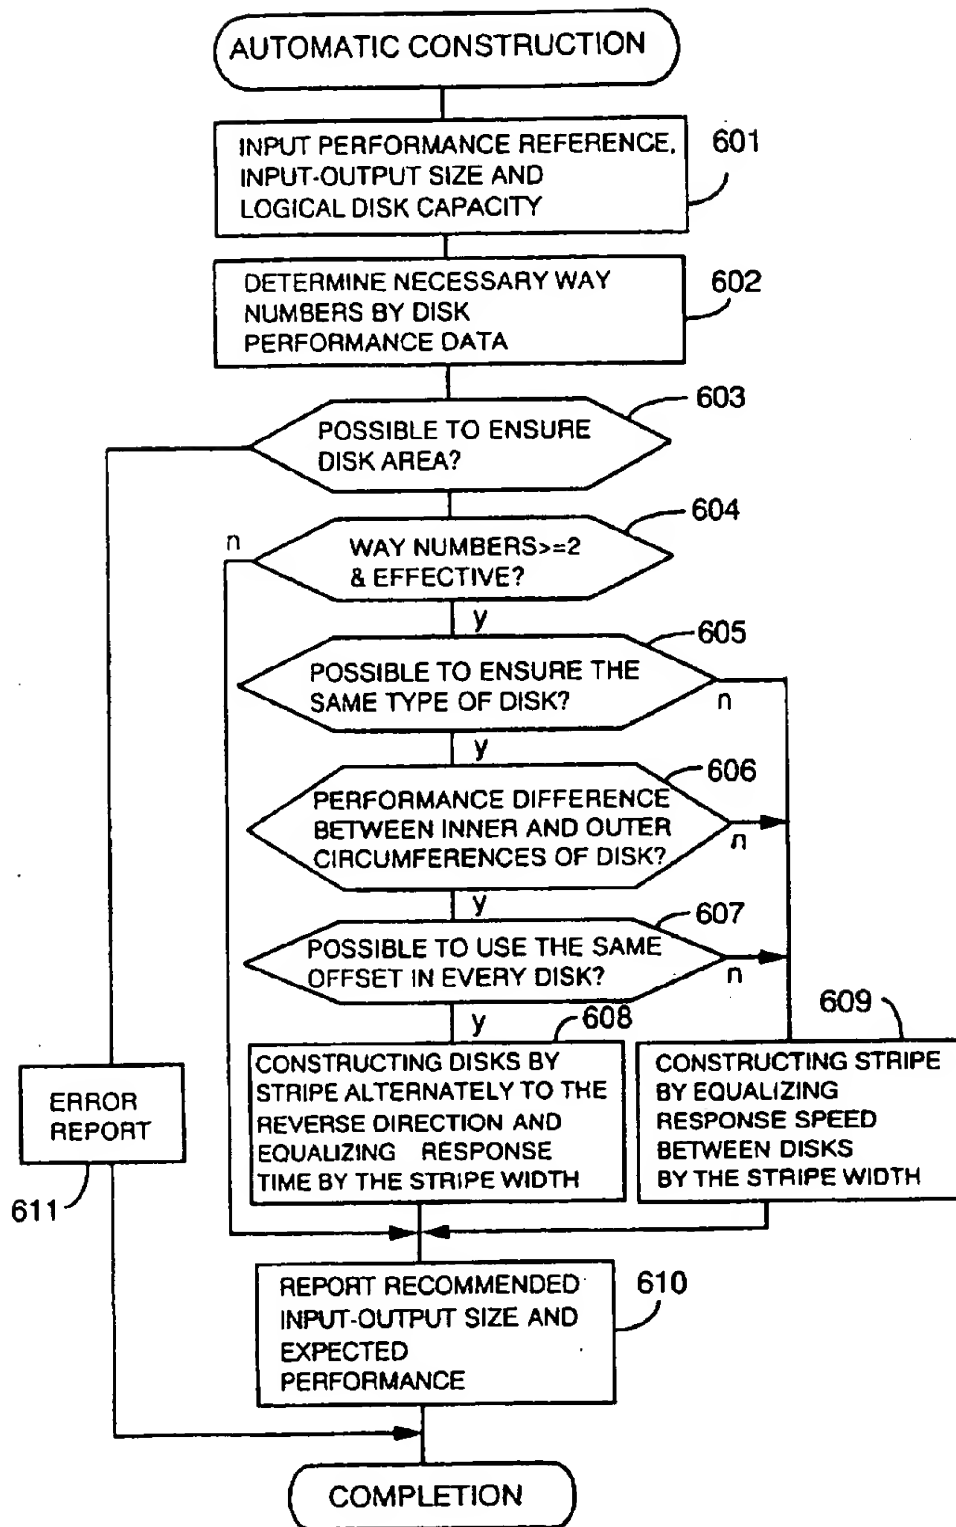 AUTOMATIC CONSTRUCTION
INPUT PERFORMANCE REFERENCE,
INPUT-OUTPUT SIZE AND
LOGICAL DISK CAPACITY
601
DETERMINE NECESSARY WAY
NUMBERS BY DISK
PERFORMANCE DATA
602
603
POSSIBLE TO ENSURE
DISK AREA?
604
n
WAY NUMBERS>=2
& EFFECTIVE?
y
605
POSSIBLE TO ENSURE THE
SAME TYPE OF DISK?
n
y
606
PERFORMANCE DIFFERENCE
BETWEEN INNER AND OUTER
CIRCUMFERENCES OF DISK?
n
y
607
POSSIBLE TO USE THE SAME
OFFSET IN EVERY DISK?
n
y
608
609
CONSTRUCTING DISKS BY
STRIPE ALTERNATELY TO THE
REVERSE DIRECTION AND
EQUALIZING RESPONSE
TIME BY THE STRIPE WIDTH
CONSTRUCTING STRIPE
BY EQUALIZING
RESPONSE SPEED
BETWEEN DISKS
BY THE STRIPE WIDTH
ERROR
REPORT
611
REPORT RECOMMENDED
INPUT-OUTPUT SIZE AND
EXPECTED
PERFORMANCE
610
COMPLETION